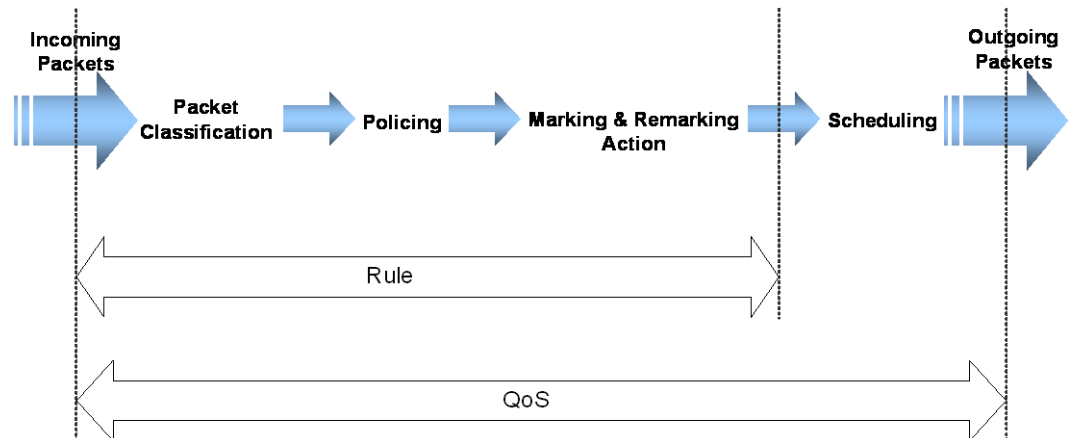 Incoming
Packets
Packet
Classification
Policing
Marking & Remarking
Action
Scheduling
Outgoing
Packets
Rule
QoS